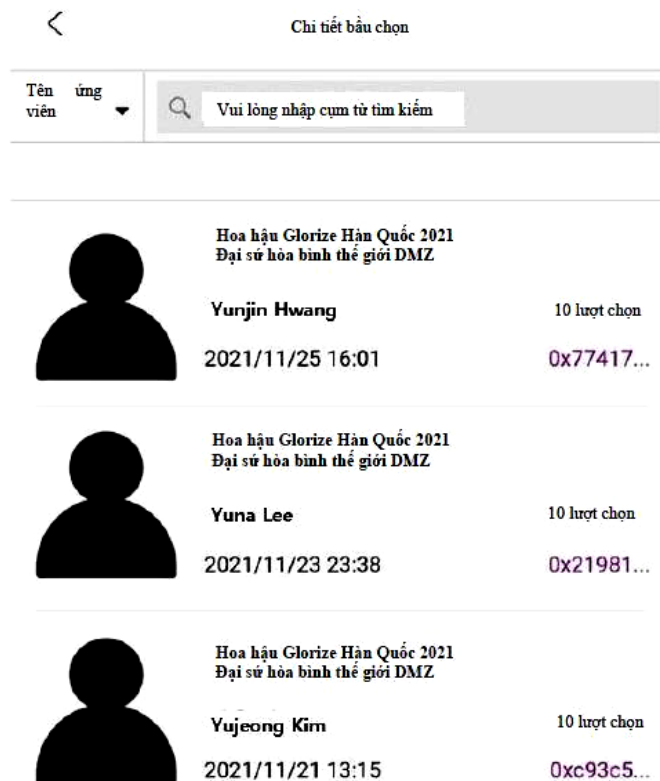 Chi tiết bầu chọn
Tên ứng
viên
Vui lòng nhập cụm từ tìm kiếm
Hoa hậu Glorize Hàn Quốc 2021
Đại sứ hòa bình thế giới DMZ
Yunjin Hwang
10 lượt chọn
2021/11/25 16:01
0x77417...
Hoa hậu Glorize Hàn Quốc 2021
Đại sứ hòa bình thế giới DMZ
Yuna Lee
10 lượt chọn
2021/11/23 23:38
0x21981...
Hoa hậu Glorize Hàn Quốc 2021
Đại sứ hòa bình thế giới DMZ
Yujeong Kim
10 lượt chọn
2021/11/21 13:15
0xc93c5...